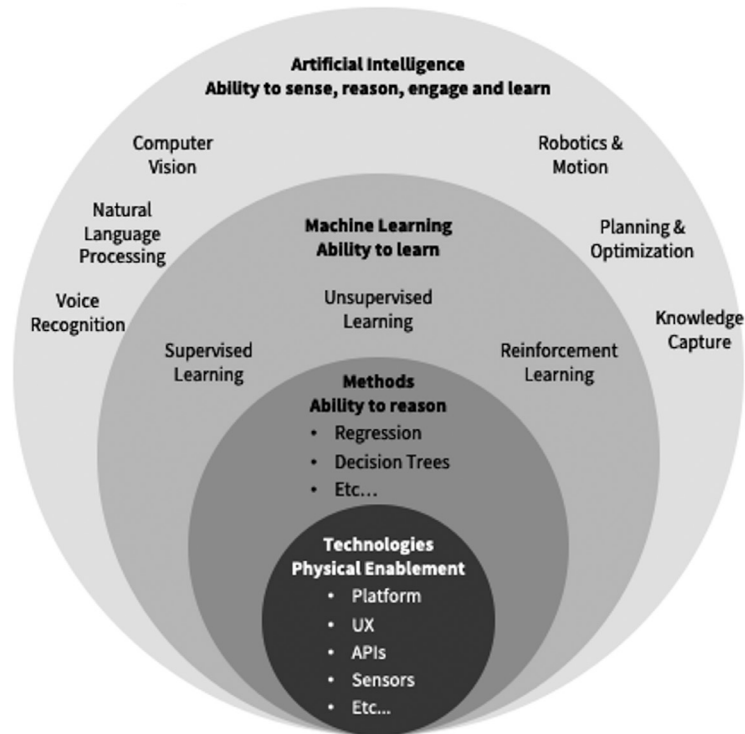 Artificial Intelligence
Ability to sense, reason, engage and learn
Computer
Vision
Robotics &
Motion
Natural
Language
Processing
Planning &
Optimization
Voice
Recognition
Knowledge
Capture
Machine Learning
Ability to learn
Unsupervised
Learning
Supervised
Learning
Reinforcement
Learning
Methods
Ability to reason
• Regression
• Decision Trees
• Etc...
Technologies
Physical Enablement
• Platform
• UX
• APIs
• Sensors
• Etc...